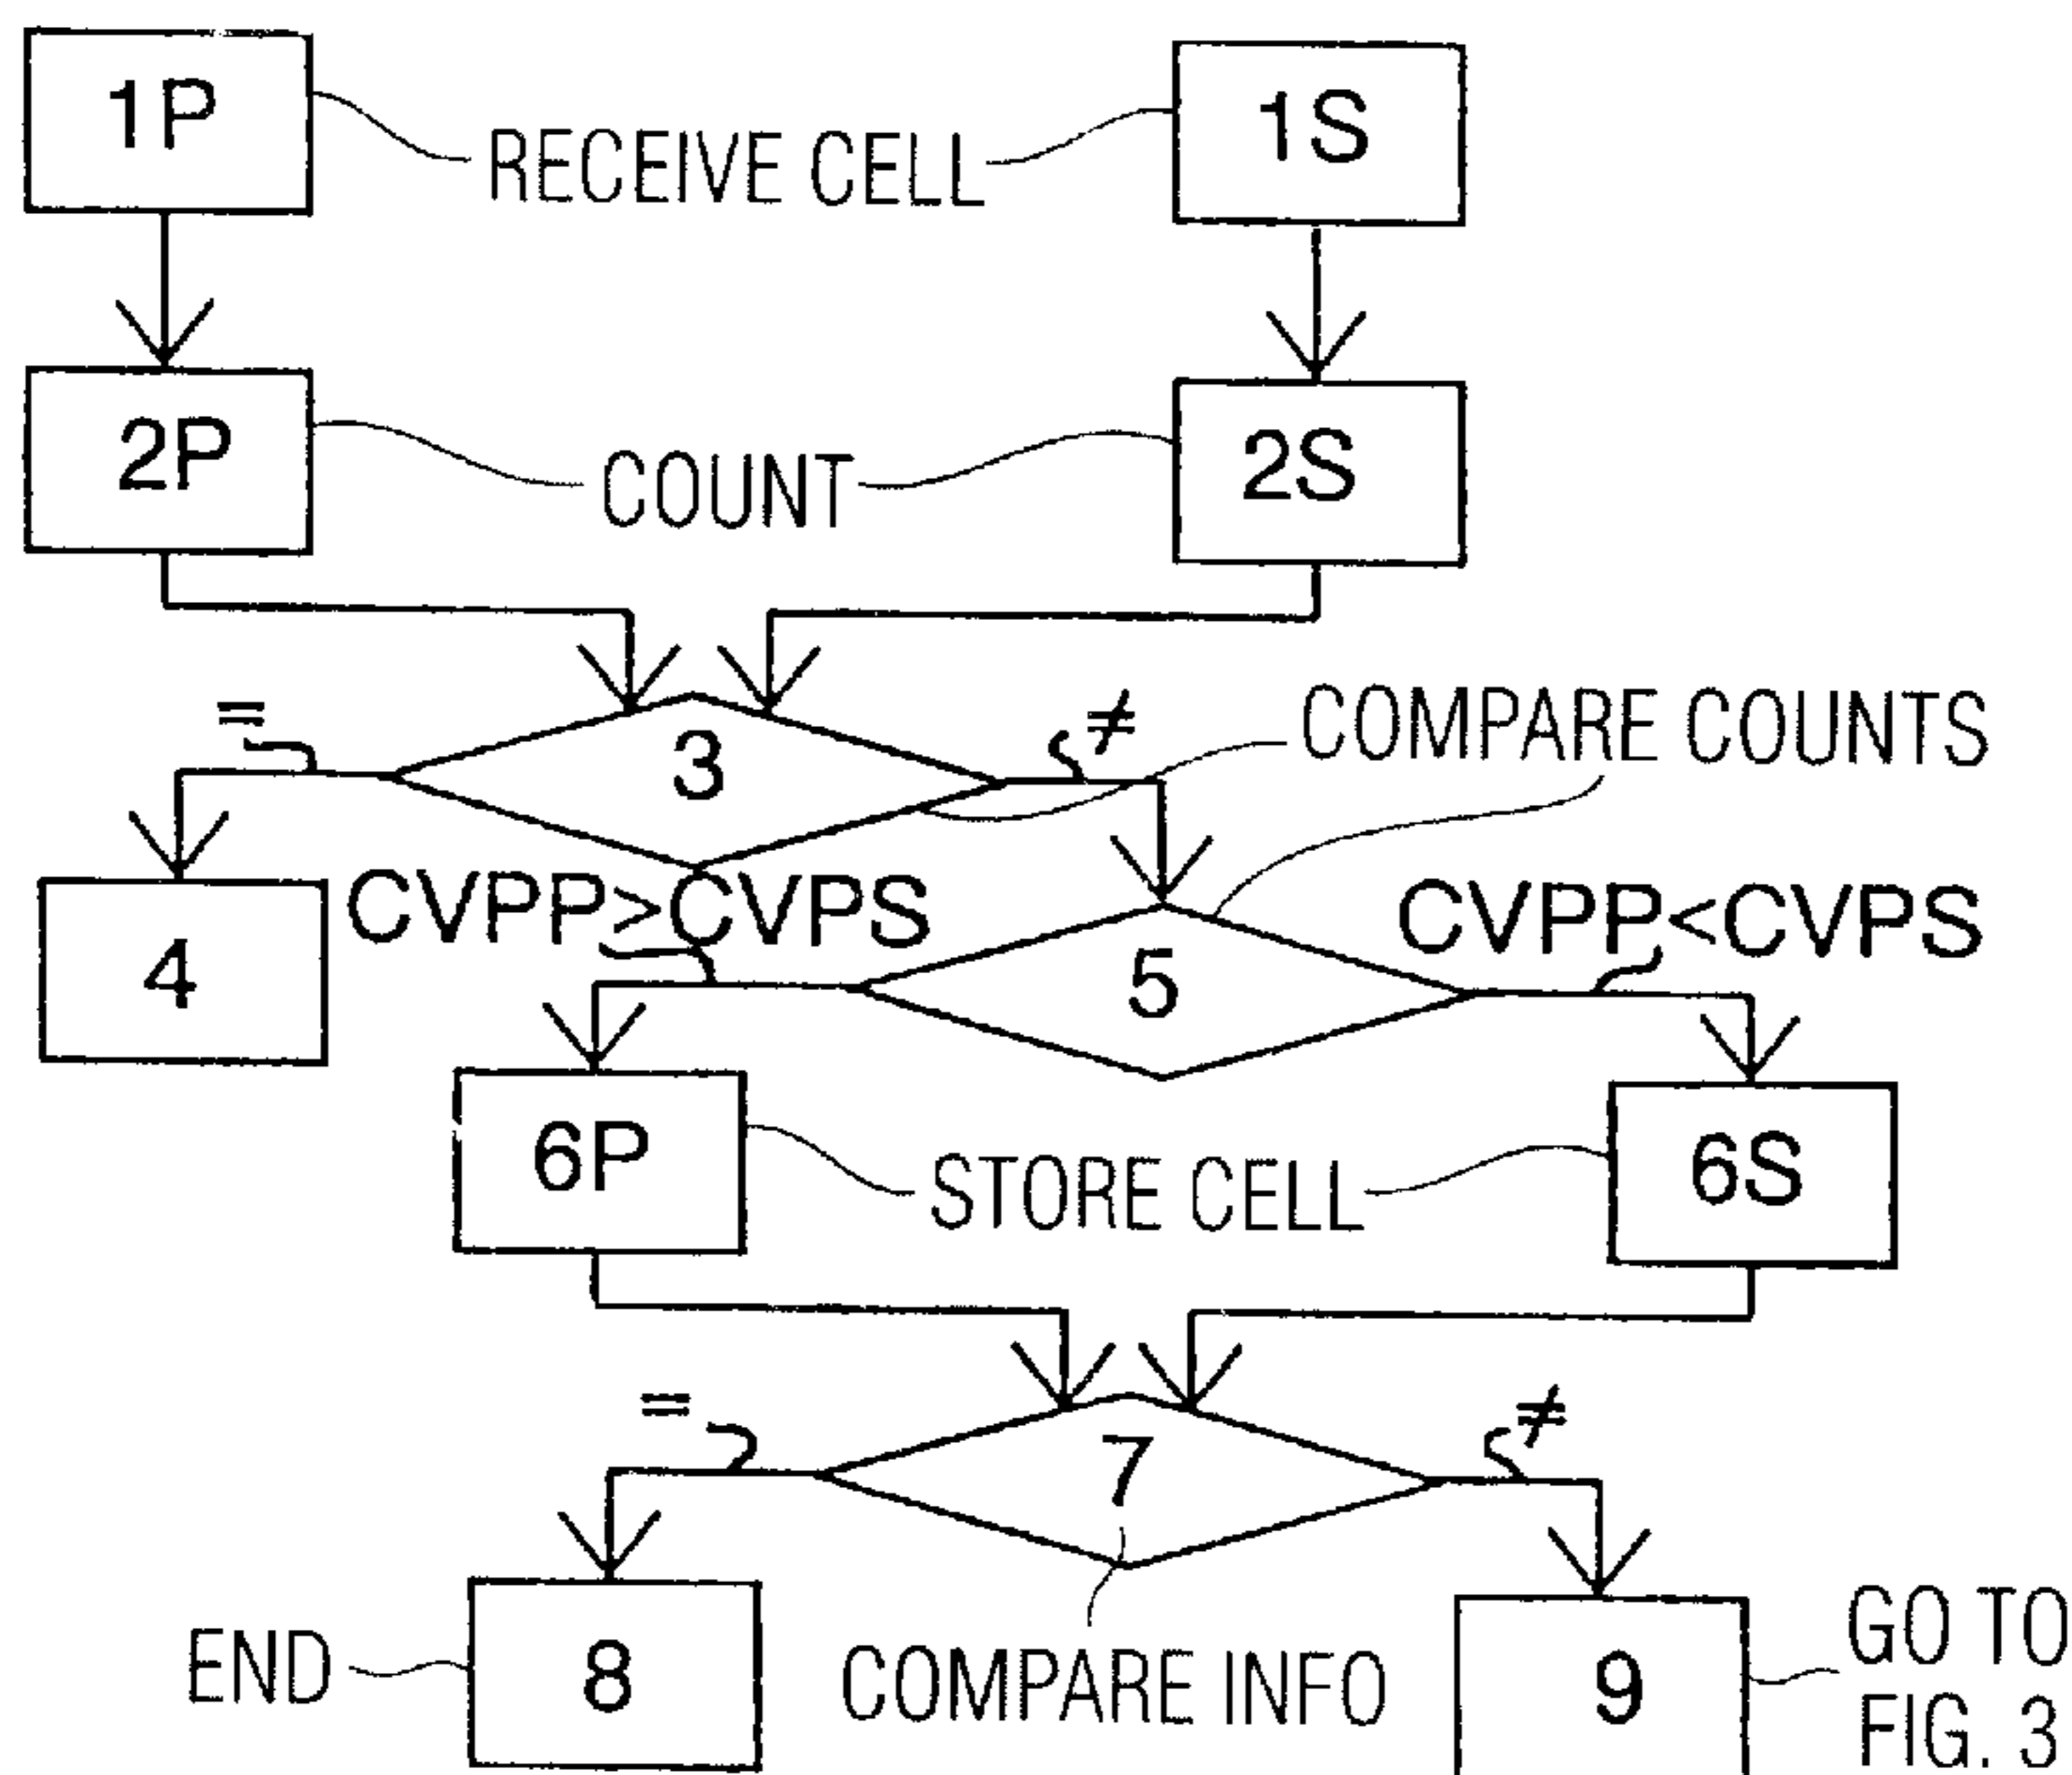 1P
RECEIVE CELL
1S
2P
COUNT
2S
=
3
≠
COMPARE COUNTS
4
CVPP>CVPS
5
CVPP<CVPS
6P
STORE CELL
6S
=
7
≠
END
8
COMPARE INFO
9
GO TO
FIG. 3